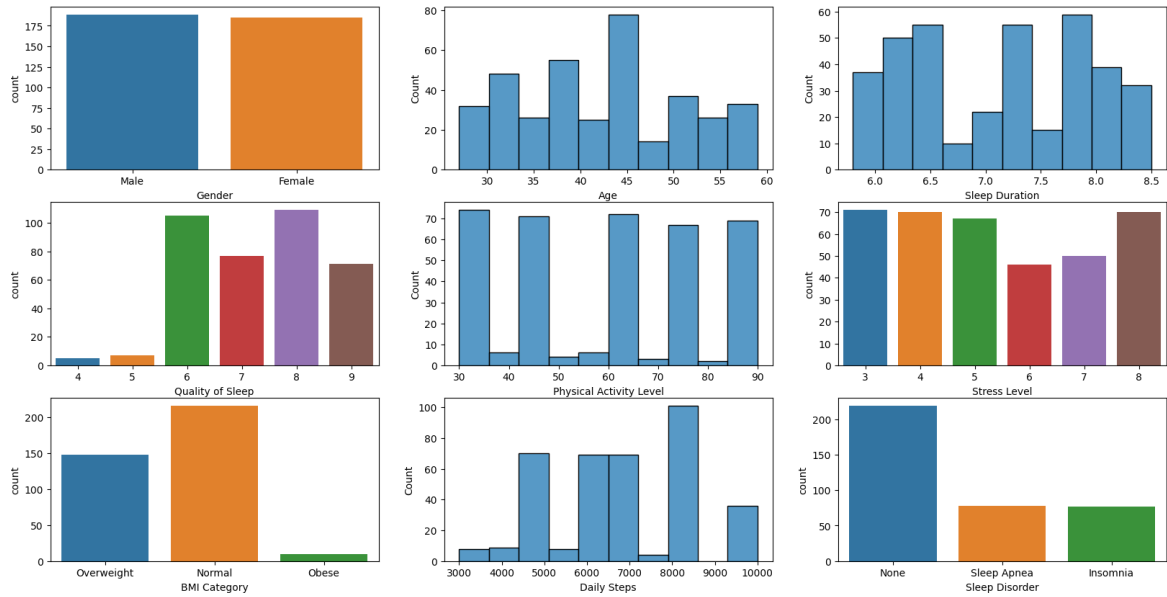 175
150
125
100
75
50
25
0
count
Male Female
Gender
80
60
40
20
0
Count
30 35 40 45 50 55 60
Age
60
50
40
30
20
10
0
Count
6.0 6.5 7.0 7.5 8.0 8.5
Sleep Duration
100
80
60
40
20
0
count
4 5 6 7 8 9
Quality of Sleep
70
60
50
40
30
20
10
0
Count
30 40 50 60 70 80 90
Physical Activity Level
70
60
50
40
30
20
10
0
count
3 4 5 6 7 8
Stress Level
200
150
100
50
0
count
Overweight Normal Obese
BMI Category
100
80
60
40
20
0
Count
3000 4000 5000 6000 7000 8000 9000 10000
Daily Steps
200
150
100
50
0
count
None Sleep Apnea Insomnia
Sleep Disorder